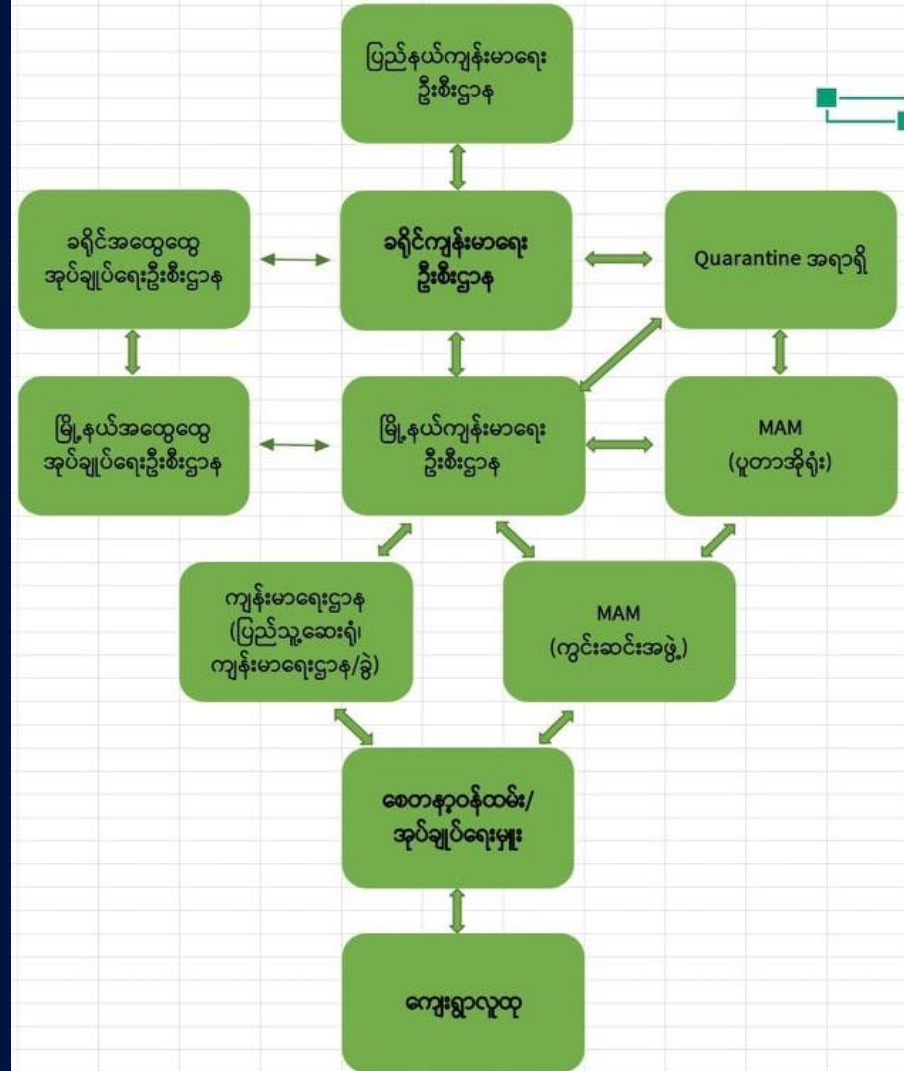 ပြည်နယ်ကျန်းမာရေး
ဦးစီးဌာန
ခရိုင်အထွေထွေ
အုပ်ချုပ်ရေးဦးစီးဌာန
ခရိုင်ကျန်းမာရေး
ဦးစီးဌာန
Quarantine အရာရှိ
မြို့နယ်အထွေထွေ
အုပ်ချုပ်ရေးဦးစီးဌာန
မြို့နယ်ကျန်းမာရေး
ဦးစီးဌာန
MAM
(ပူတာအိုရုံး)
ကျန်းမာရေးဌာန
(ပြည်သူ့ဆေးရုံ၊
ကျန်းမာရေးဌာန/ခွဲ)
MAM
(ကွင်းဆင်းအဖွဲ့)
စေတနာ့ဝန်ထမ်း/
အုပ်ချုပ်ရေးမှူး
ကျေးရွာလူထု